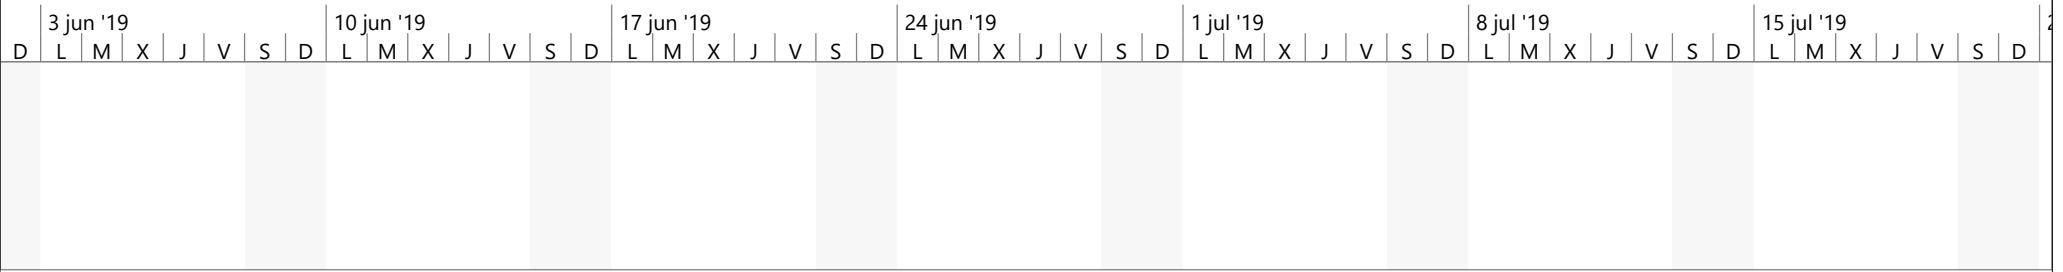 3 jun '19 10 jun '19 17 jun '19 24 jun '19 1 jul '19 8 jul '19 15 jul '19
D L M X J V S D L M X J V S D L M X J V S D L M X J V S D L M X J V S D L M X J V S D L M X J V S D